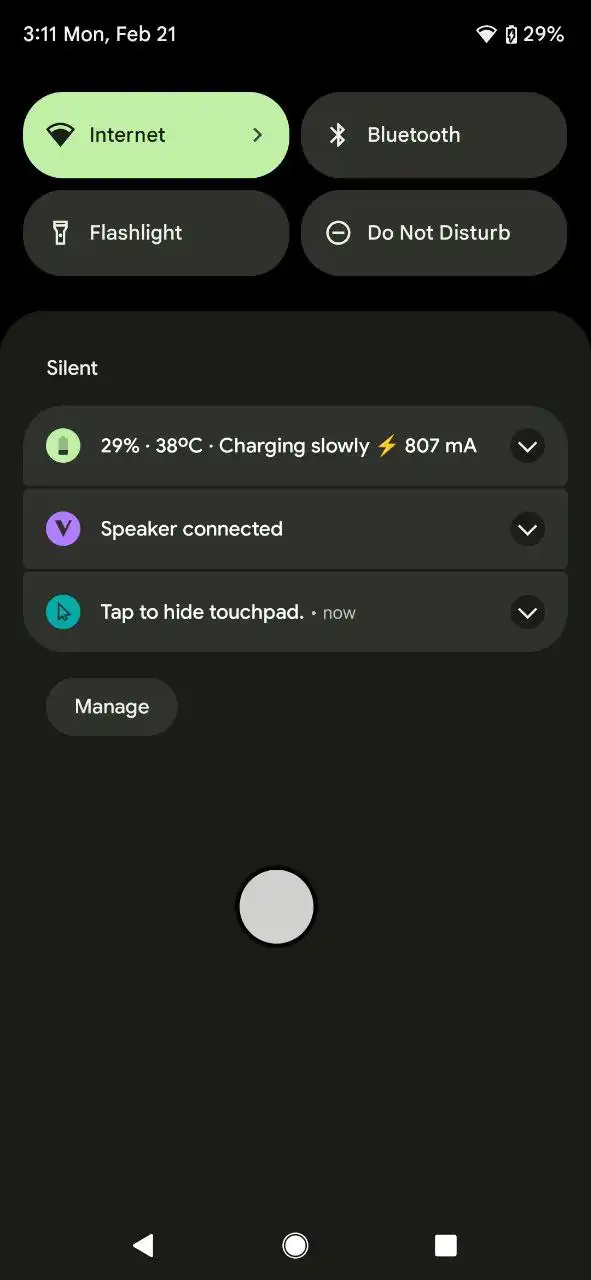 3:11 Mon, Feb 21 29%
Internet Bluetooth
Flashlight Do Not Disturb
Silent
29% · 38ºC · Charging slowly ⚡ 807 mA
Speaker connected
Tap to hide touchpad. • now
Manage